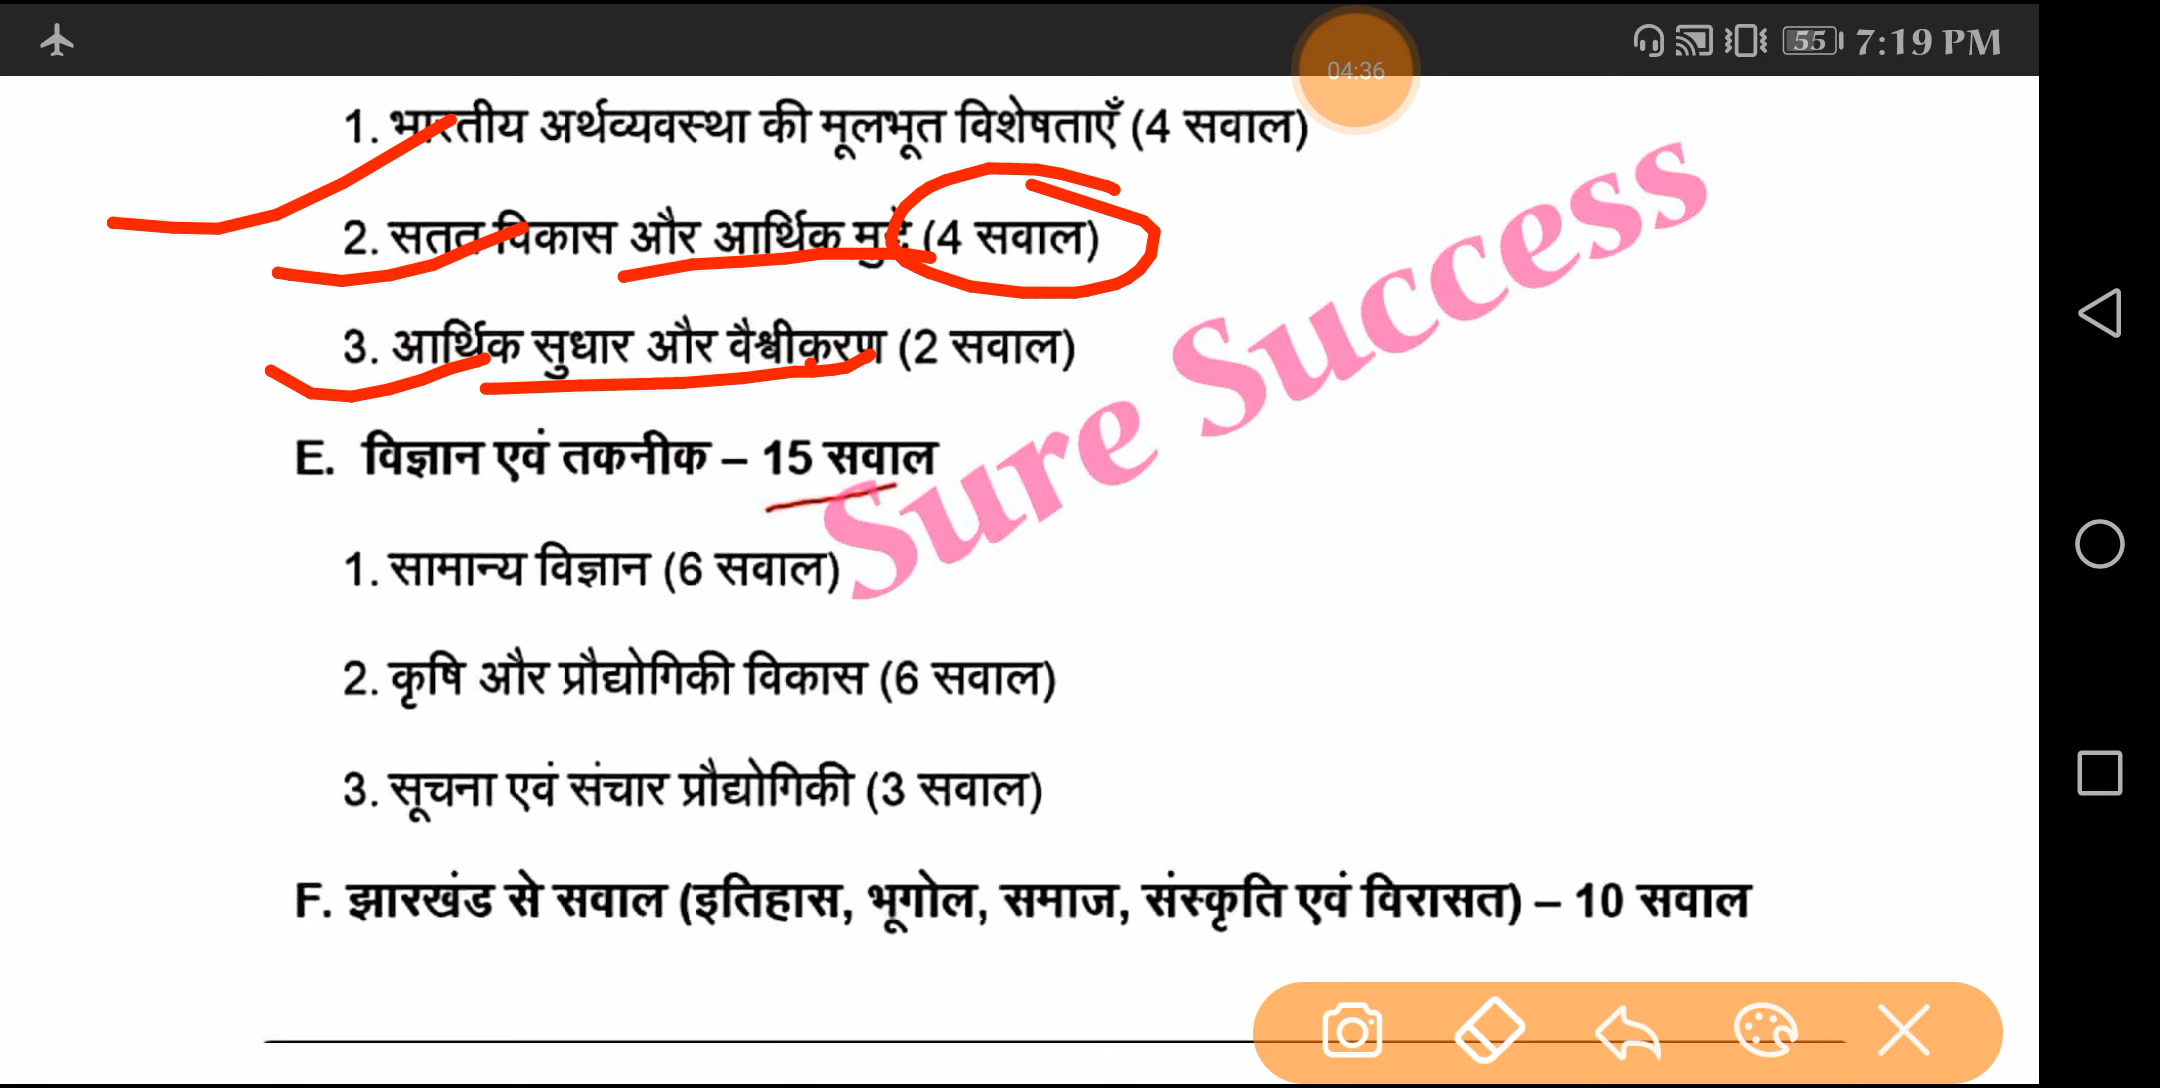 04:36
55 7:19 PM
1. भारतीय अर्थव्यवस्था की मूलभूत विशेषताएँ (4 सवाल)
2. सतत विकास और आर्थिक मुद्दे (4 सवाल)
3. आर्थिक सुधार और वैश्वीकरण (2 सवाल)
E. विज्ञान एवं तकनीक – 15 सवाल
1. सामान्य विज्ञान (6 सवाल)
2. कृषि और प्रौद्योगिकी विकास (6 सवाल)
3. सूचना एवं संचार प्रौद्योगिकी (3 सवाल)
F. झारखंड से सवाल (इतिहास, भूगोल, समाज, संस्कृति एवं विरासत) – 10 सवाल
Sure Success